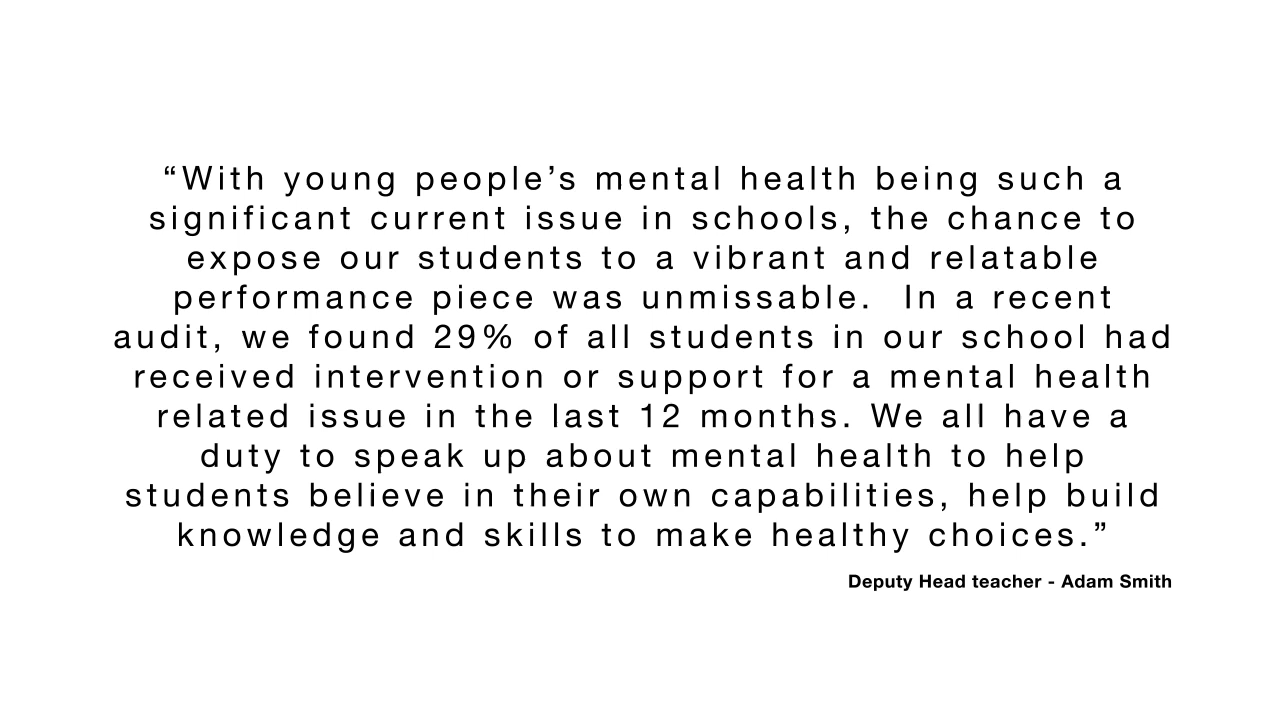 “With young people’s mental health being such a
significant current issue in schools, the chance to
expose our students to a vibrant and relatable
performance piece was unmissable.  In a recent
audit, we found 29% of all students in our school had
received intervention or support for a mental health
related issue in the last 12 months. We all have a
duty to speak up about mental health to help
students believe in their own capabilities, help build
knowledge and skills to make healthy choices.”
Deputy Head teacher - Adam Smith